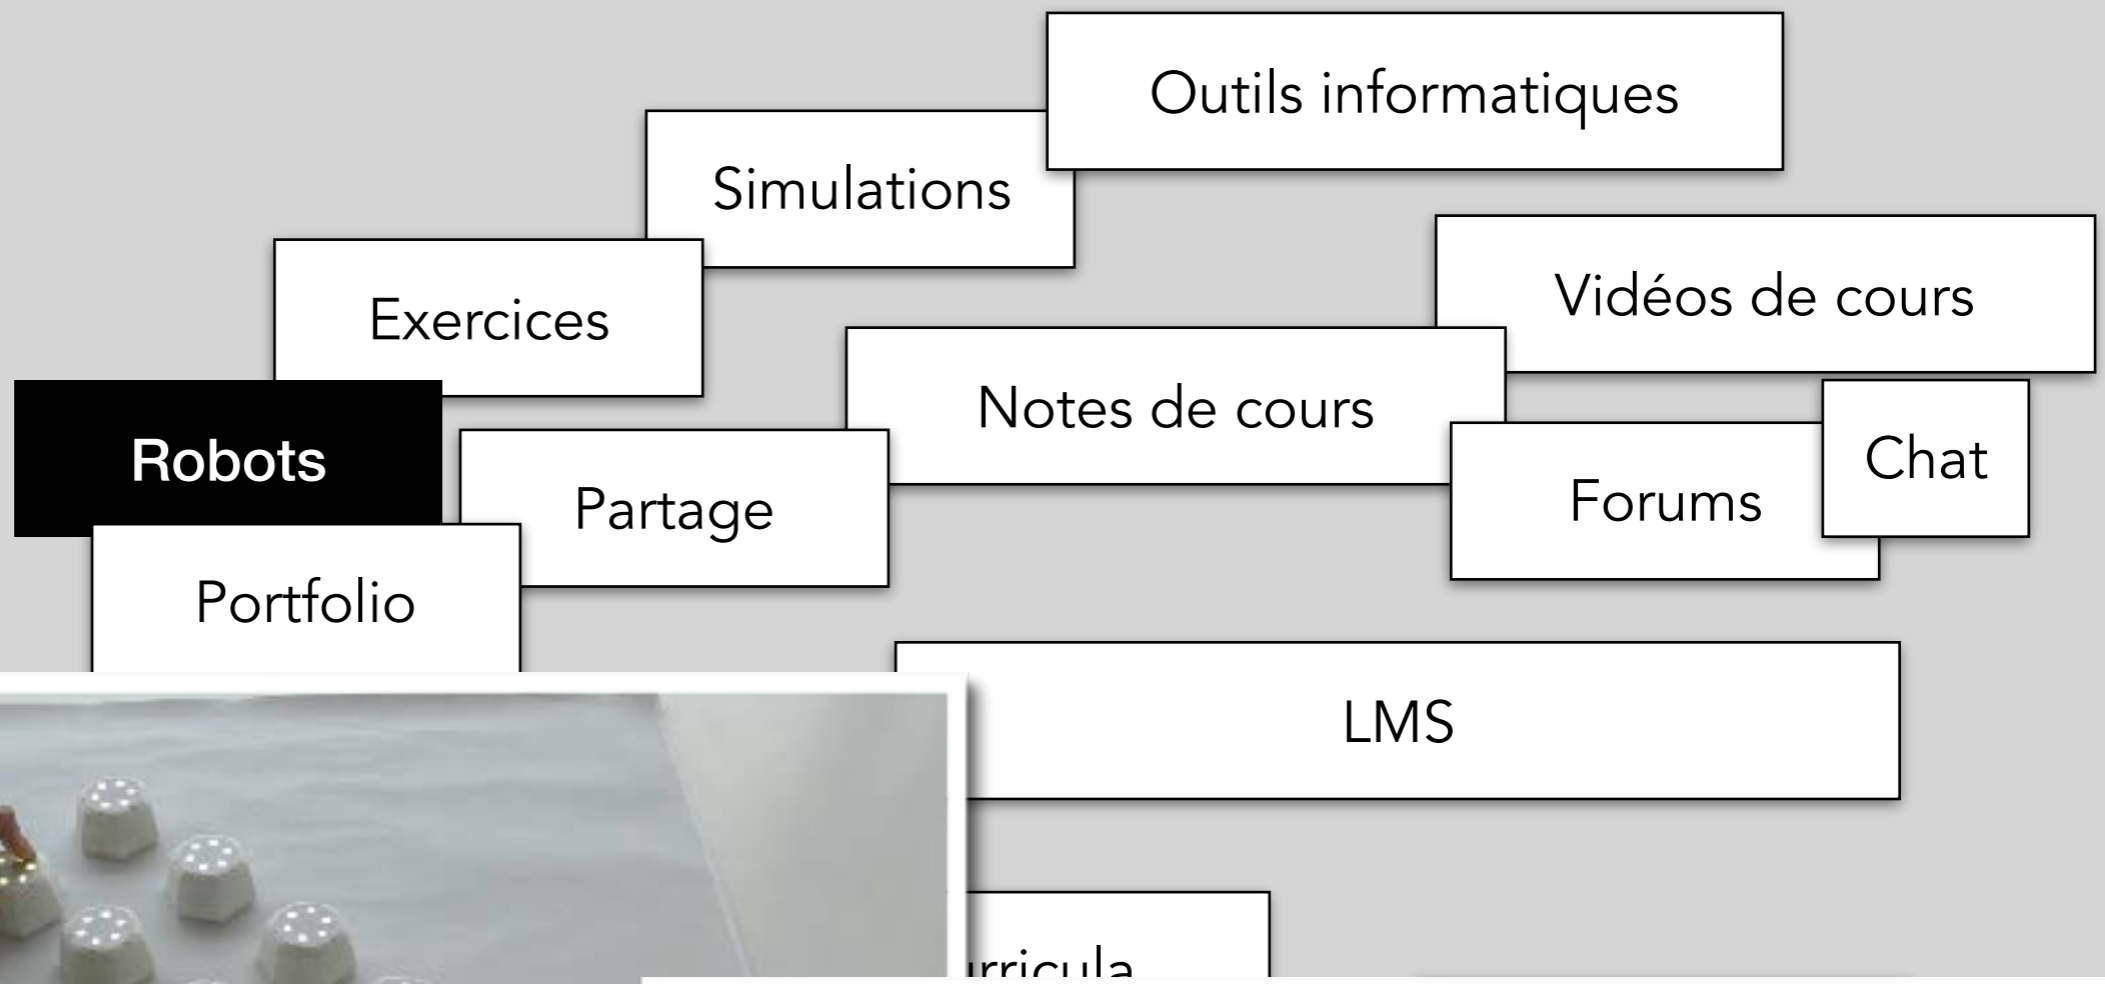 Outils informatiques
Simulations
Vidéos de cours
Exercices
Notes de cours
Robots
Chat
Partage
Forums
Portfolio
LMS